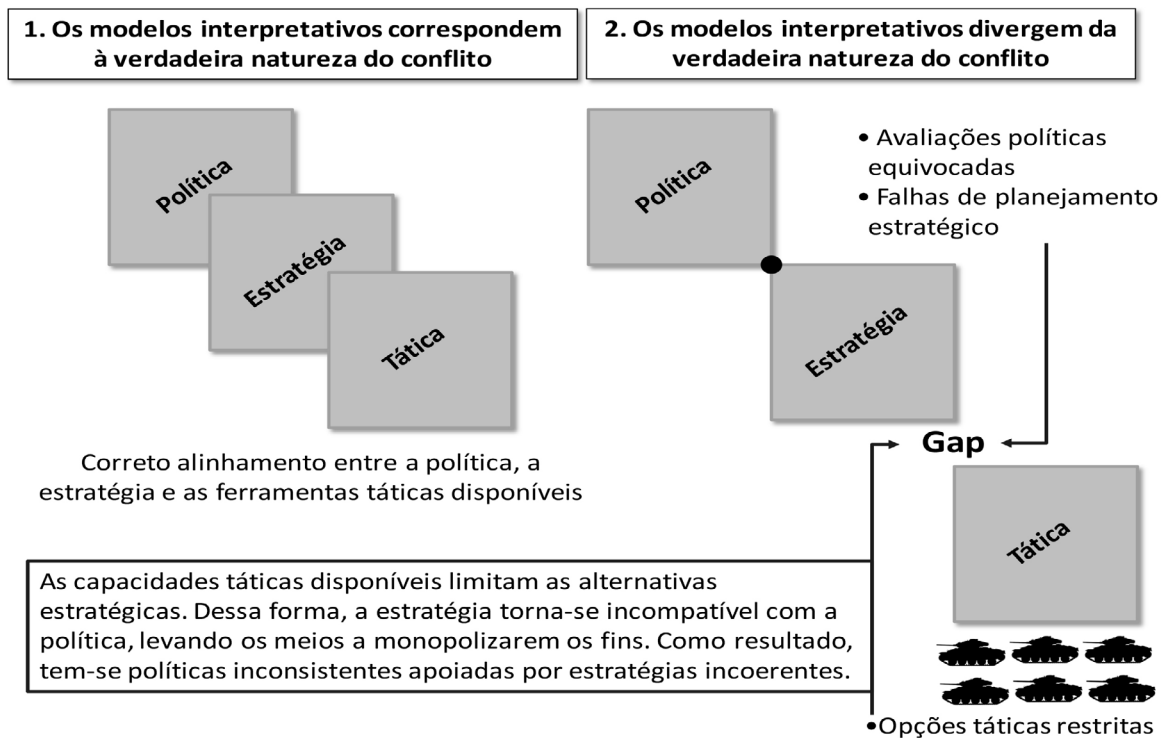 1. Os modelos interpretativos correspondem
à verdadeira natureza do conflito
2. Os modelos interpretativos divergem da
verdadeira natureza do conflito
Política
Estratégia
Tática
Correto alinhamento entre a política, a
estratégia e as ferramentas táticas disponíveis
Política
Estratégia
• Avaliações políticas
equivocadas
• Falhas de planejamento
estratégico
Gap
Tática
As capacidades táticas disponíveis limitam as alternativas
estratégicas. Dessa forma, a estratégia torna-se incompatível com a
política, levando os meios a monopolizarem os fins. Como resultado,
tem-se políticas inconsistentes apoiadas por estratégias incoerentes.
•Opções táticas restritas